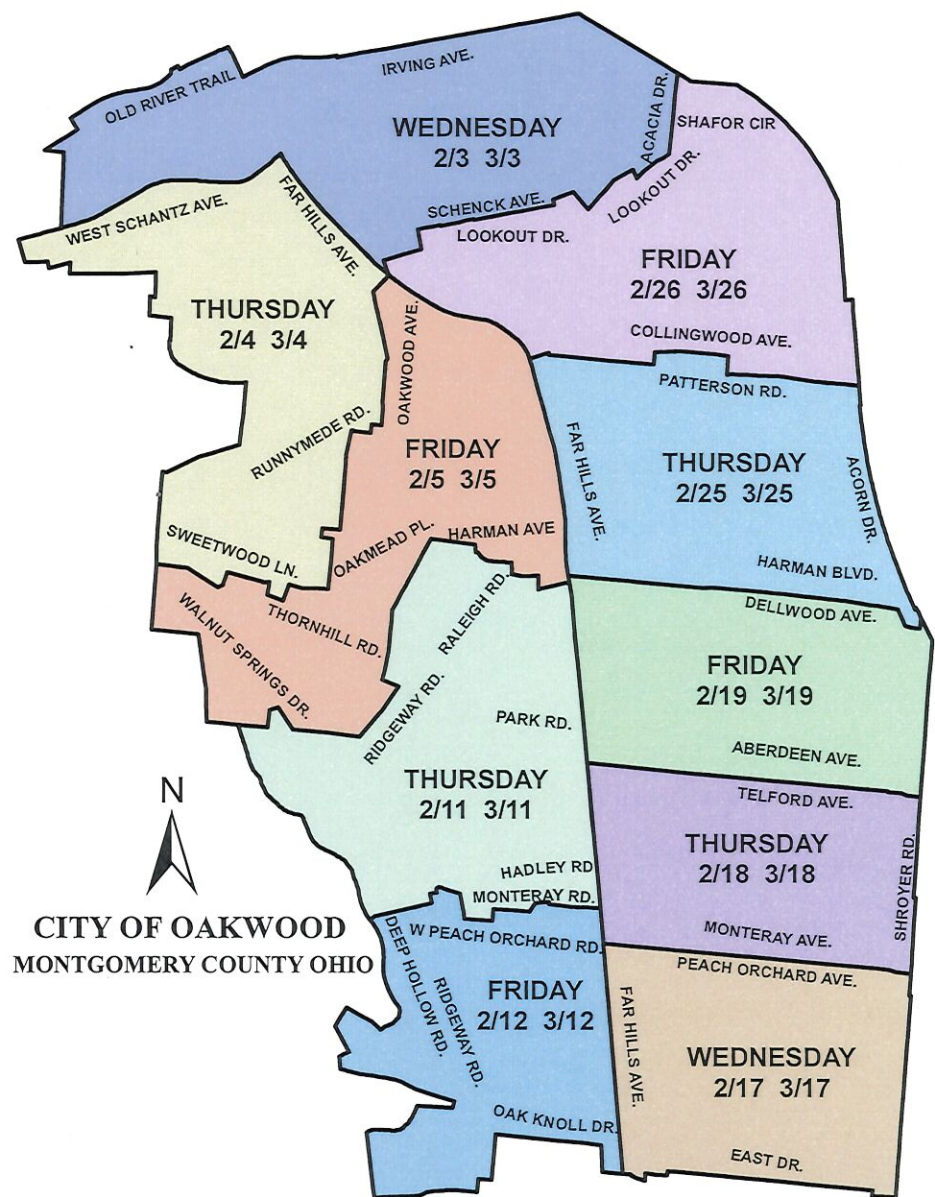 OLD RIVER TRAIL
IRVING AVE.
ACACIA DR.
SHAFOR CIR
WEDNESDAY
2/3 3/3
WEST SCHANTZ AVE.
FAR HILLS AVE.
SCHENCK AVE.
LOOKOUT DR.
LOOKOUT DR.
FRIDAY
2/26 3/26
COLLINGWOOD AVE.
THURSDAY
2/4 3/4
RUNNYMEDE RD.
SWEETWOOD LN.
OAKWOOD AVE.
FRIDAY
2/5 3/5
OAKMEAD PL.
HARMAN AVE
THORNHILL RD.
WALNUT SPRINGS DR.
PATTERSON RD.
FAR HILLS AVE.
THURSDAY
2/25 3/25
ACORN DR.
HARMAN BLVD.
DELLWOOD AVE.
FRIDAY
2/19 3/19
ABERDEEN AVE.
RALEIGH RD.
RIDGEWAY RD.
PARK RD.
THURSDAY
2/11 3/11
HADLEY RD
MONTERAY RD.
TELFORD AVE.
THURSDAY
2/18 3/18
SHROYER RD.
MONTERAY AVE.
N
CITY OF OAKWOOD
MONTGOMERY COUNTY OHIO
W PEACH ORCHARD RD.
DEEP HOLLOW RD.
RIDGEWAY RD.
FRIDAY
2/12 3/12
OAK KNOLL DR.
PEACH ORCHARD AVE.
FAR HILLS AVE.
WEDNESDAY
2/17 3/17
EAST DR.